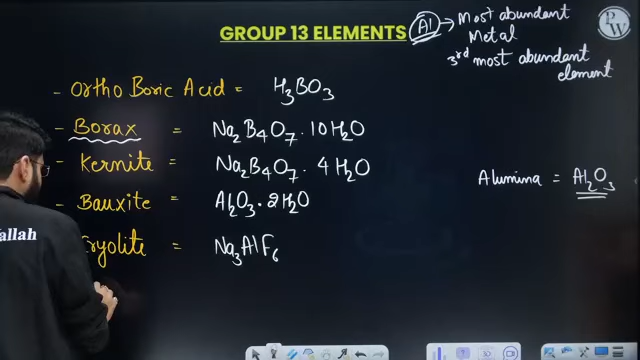 GROUP 13 ELEMENTS
Al → Most abundant
Metal
3rd most abundant
element
- Ortho Boric Acid = H₃BO₃
- Borax = Na₂B₄O₇·10H₂O
- Kernite = Na₂B₄O₇·4H₂O
- Bauxite = Al₂O₃·2H₂O
Cryolite = Na₃AlF₆
Alumina = Al₂O₃
allah